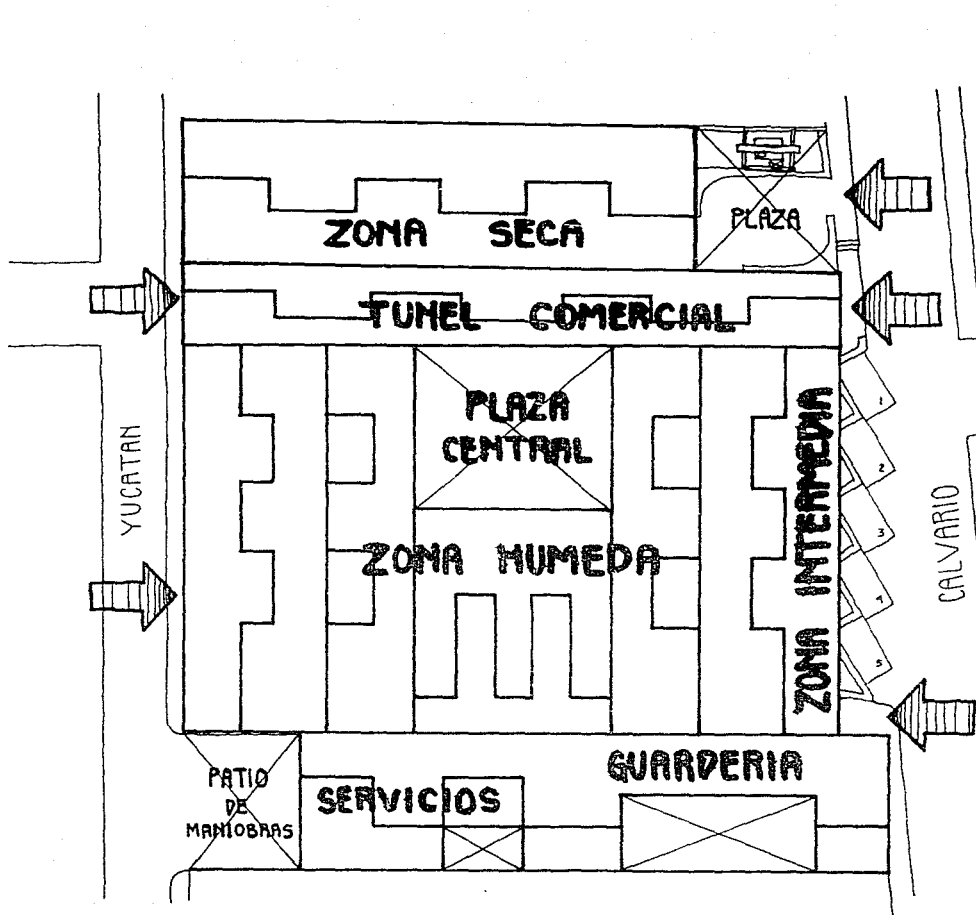 ZONA SECA
PLAZA
TUNEL COMERCIAL
PLAZA
CENTRAL
ZONA HUMEDA
ZONA INTERMEDIA
1
2
3
4
5
YUCATAN
CALVARIO
GUARDERIA
SERVICIOS
PATIO
DE
MANIOBRAS